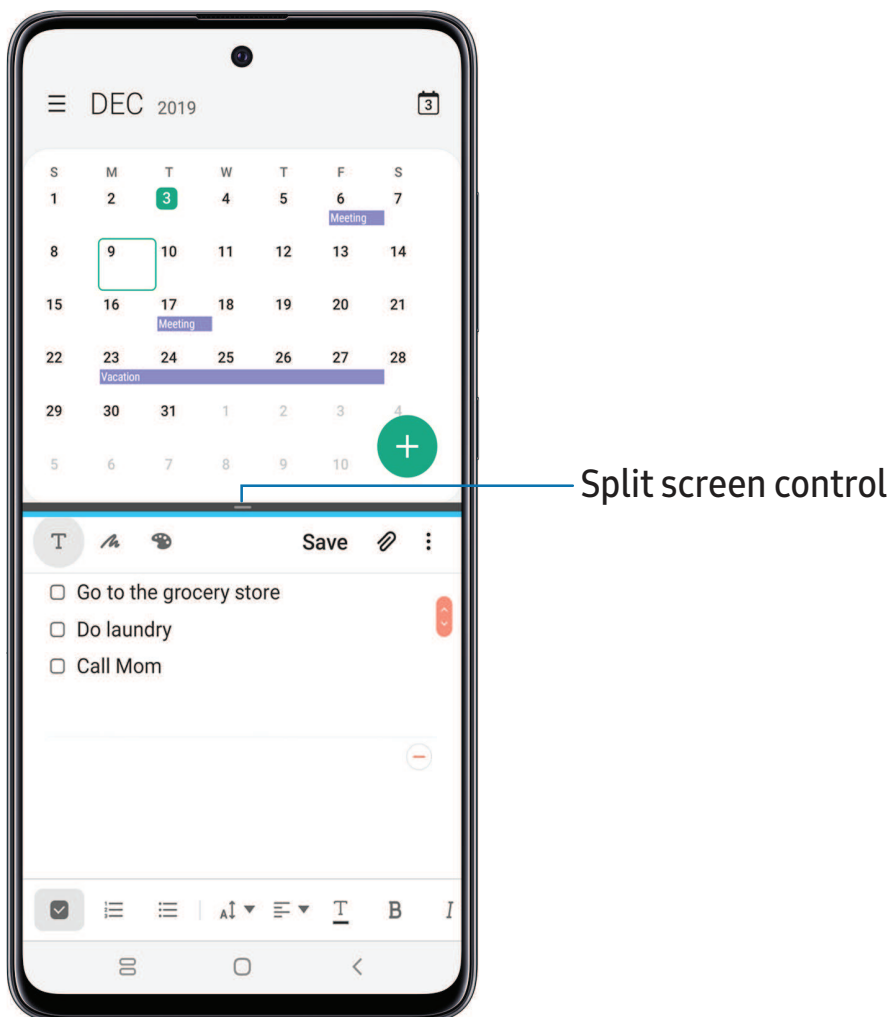 DEC 2019 3
S M T W T F S
1 2 3 4 5 6 7
Meeting
8 9 10 11 12 13 14
15 16 17 18 19 20 21
Meeting
22 23 24 25 26 27 28
Vacation
29 30 31 1 2 3 4
5 6 7 8 9 10
Split screen control
T Save
Go to the grocery store
Do laundry
Call Mom
A T B I